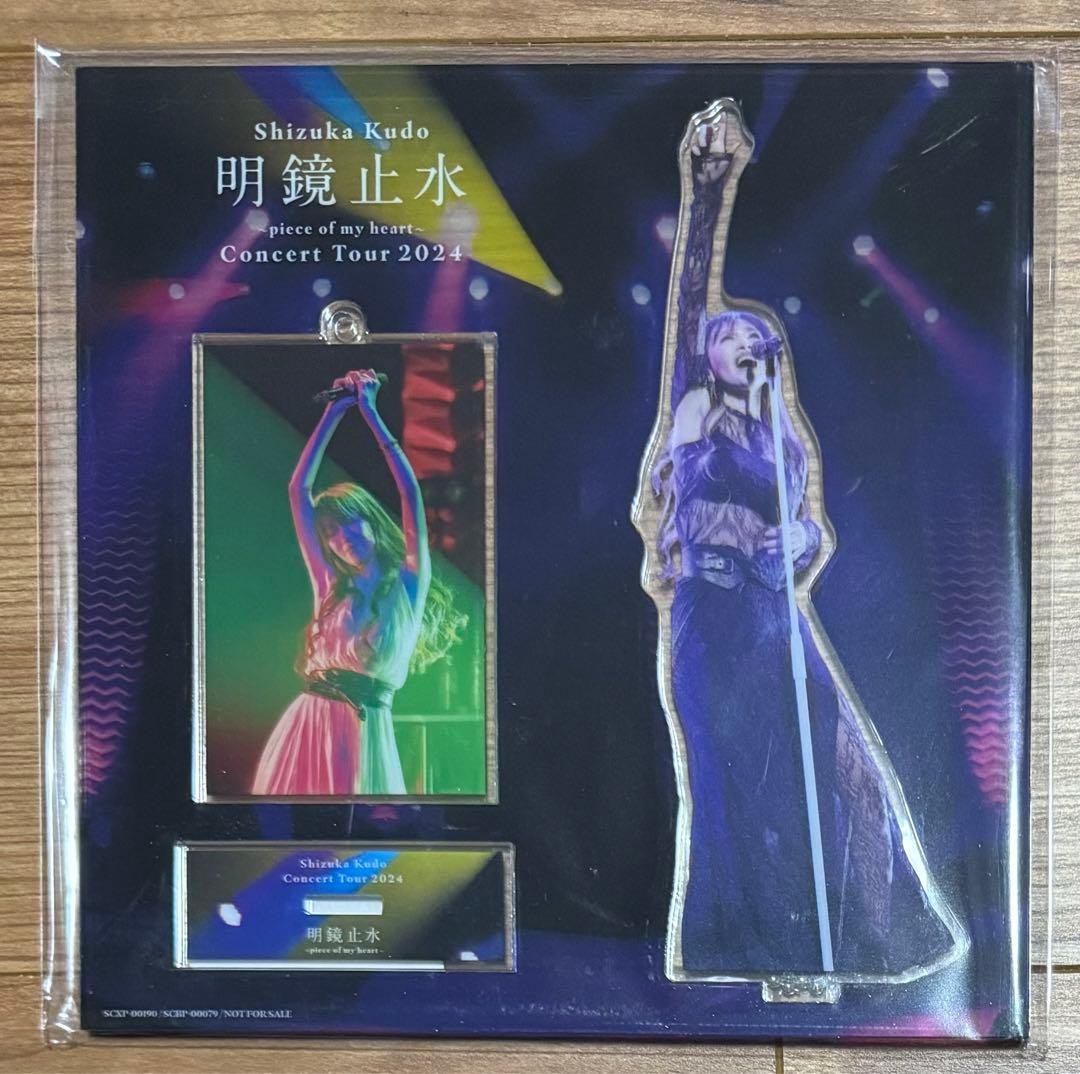 Shizuka Kudo
明鏡止水
~piece of my heart~
Concert Tour 2024
Shizuka Kudo
Concert Tour 2024
明鏡止水
~piece of my heart~
SCXP-00190 / SCBP-00079 / NOT FOR SALE